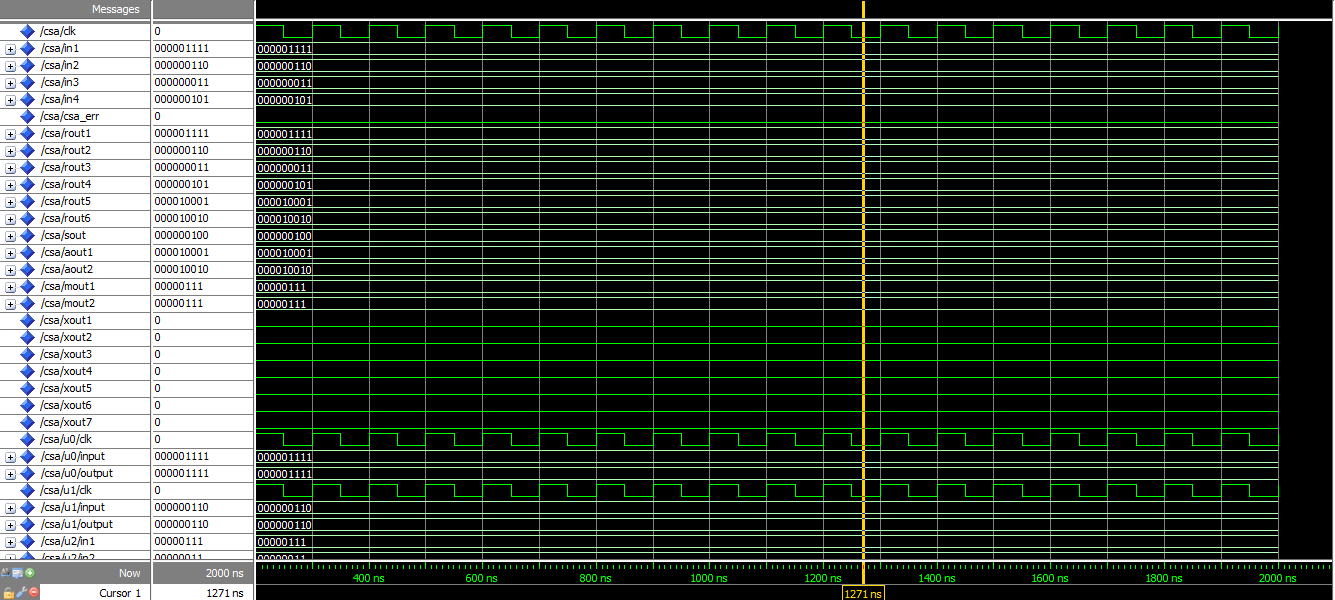 Messages
/csa/clk 0
/csa/in1 000001111 000001111
/csa/in2 000000110 000000110
/csa/in3 000000011 000000011
/csa/in4 000000101 000000101
/csa/csa_err 0
/csa/rout1 000001111 000001111
/csa/rout2 000000110 000000110
/csa/rout3 000000011 000000011
/csa/rout4 000000101 000000101
/csa/rout5 000010001 000010001
/csa/rout6 000010010 000010010
/csa/sout 000000100 000000100
/csa/aout1 000010001 000010001
/csa/aout2 000010010 000010010
/csa/mout1 00000111 00000111
/csa/mout2 00000111 00000111
/csa/xout1 0
/csa/xout2 0
/csa/xout3 0
/csa/xout4 0
/csa/xout5 0
/csa/xout6 0
/csa/xout7 0
/csa/u0/clk 0
/csa/u0/input 000001111 000001111
/csa/u0/output 000001111 000001111
/csa/u1/clk 0
/csa/u1/input 000000110 000000110
/csa/u1/output 000000110 000000110
/csa/u2/in1 00000111 00000111
/csa/u2/in2 00000011 00000011
Now 2000 ns 400 ns 600 ns 800 ns 1000 ns 1200 ns 1400 ns 1600 ns 1800 ns 2000 ns
Cursor 1 1271 ns 1271 ns